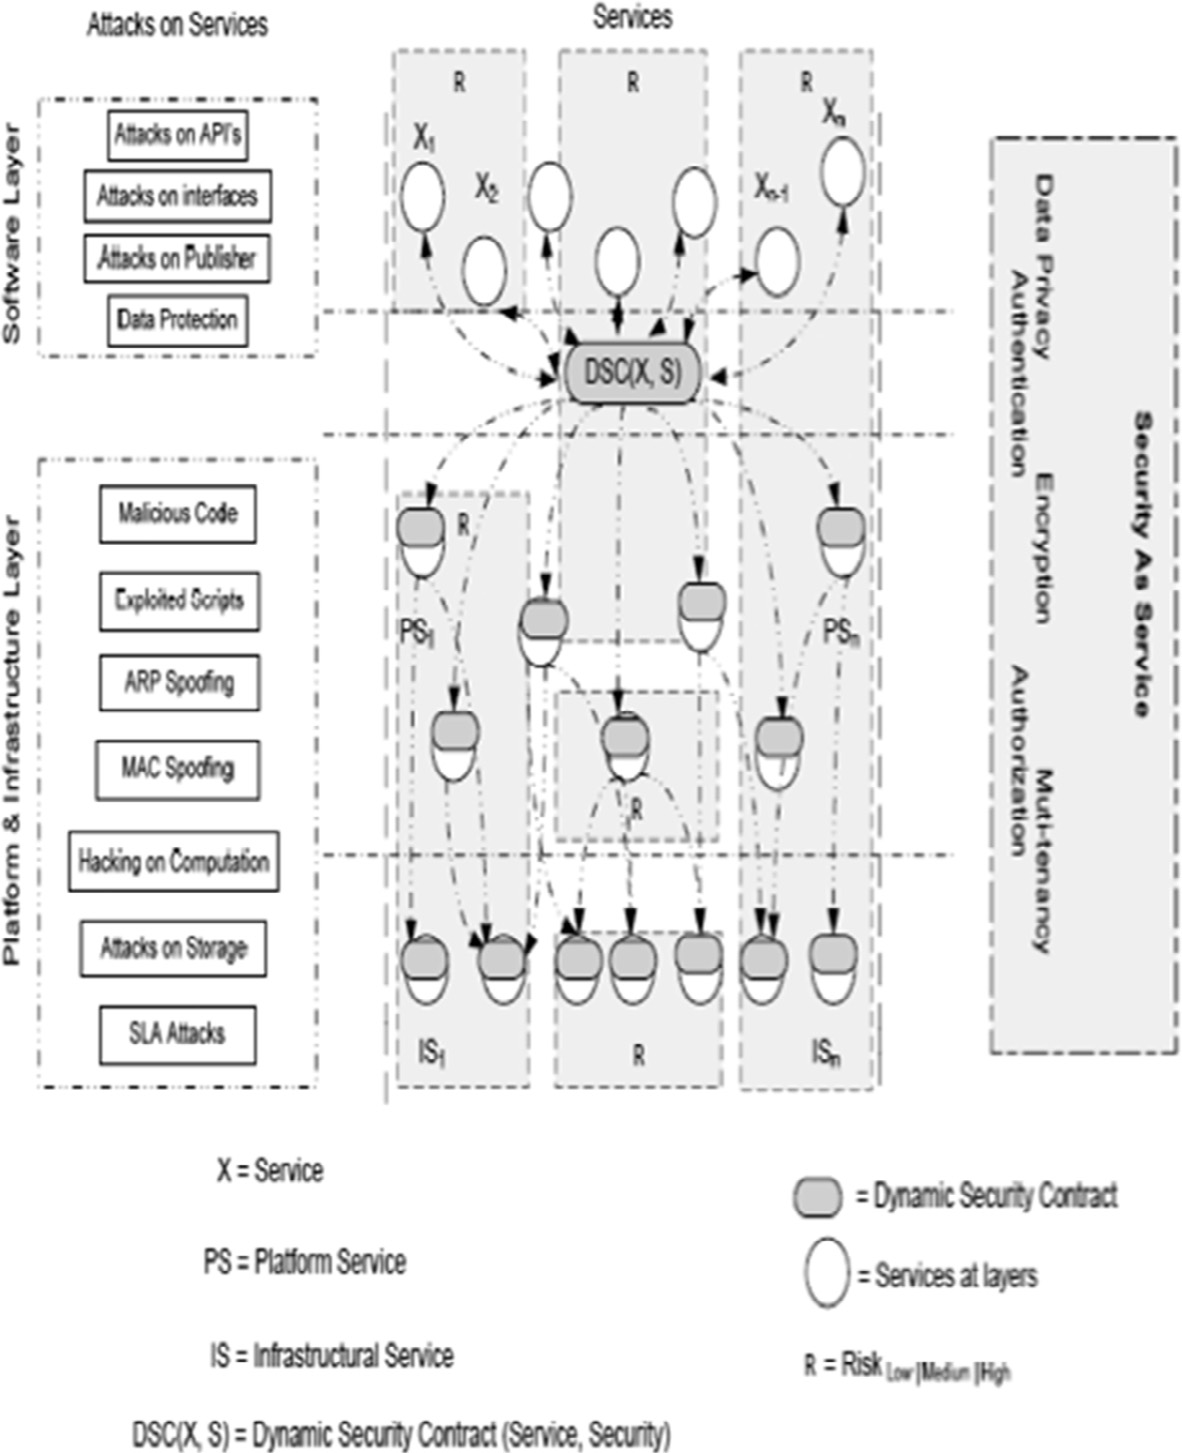 Attacks on Services
Services
Software Layer
Attacks on API's
Attacks on interfaces
Attacks on Publisher
Data Protection
R
R
R
X1
X2
Xn-1
Xn
DSC(X, S)
Platform & Infrastructure Layer
Malicious Code
Exploited Scripts
ARP Spoofing
MAC Spoofing
Hacking on Computation
Attacks on Storage
SLA Attacks
R
PS1
PSn
R
IS1
R
ISn
Data Privacy
Authentication
Encryption
Authorization
Muti-tenancy
Security As Service
X = Service
PS = Platform Service
IS = Infrastructural Service
DSC(X, S) = Dynamic Security Contract (Service, Security)
= Dynamic Security Contract
= Services at layers
R = Risk Low |Medium |High